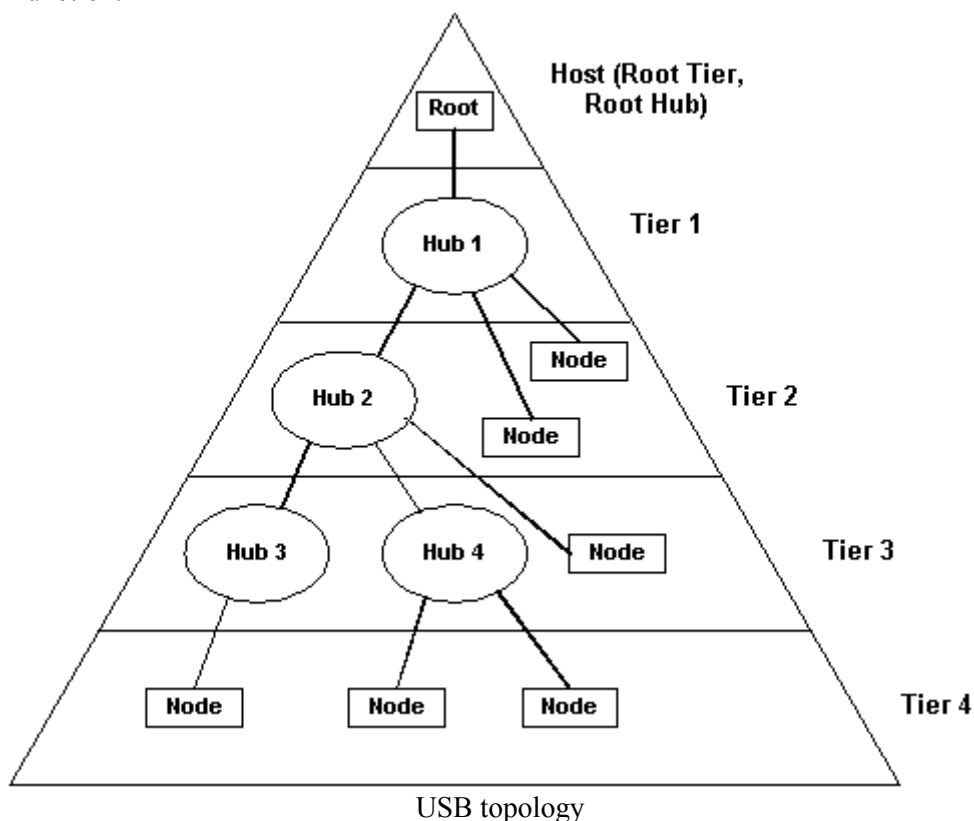 Host (Root Tier,
Root Hub)
Root
Tier 1
Hub 1
Node
Hub 2
Tier 2
Node
Hub 3
Hub 4
Node
Tier 3
Node
Node
Node
Tier 4
USB topology